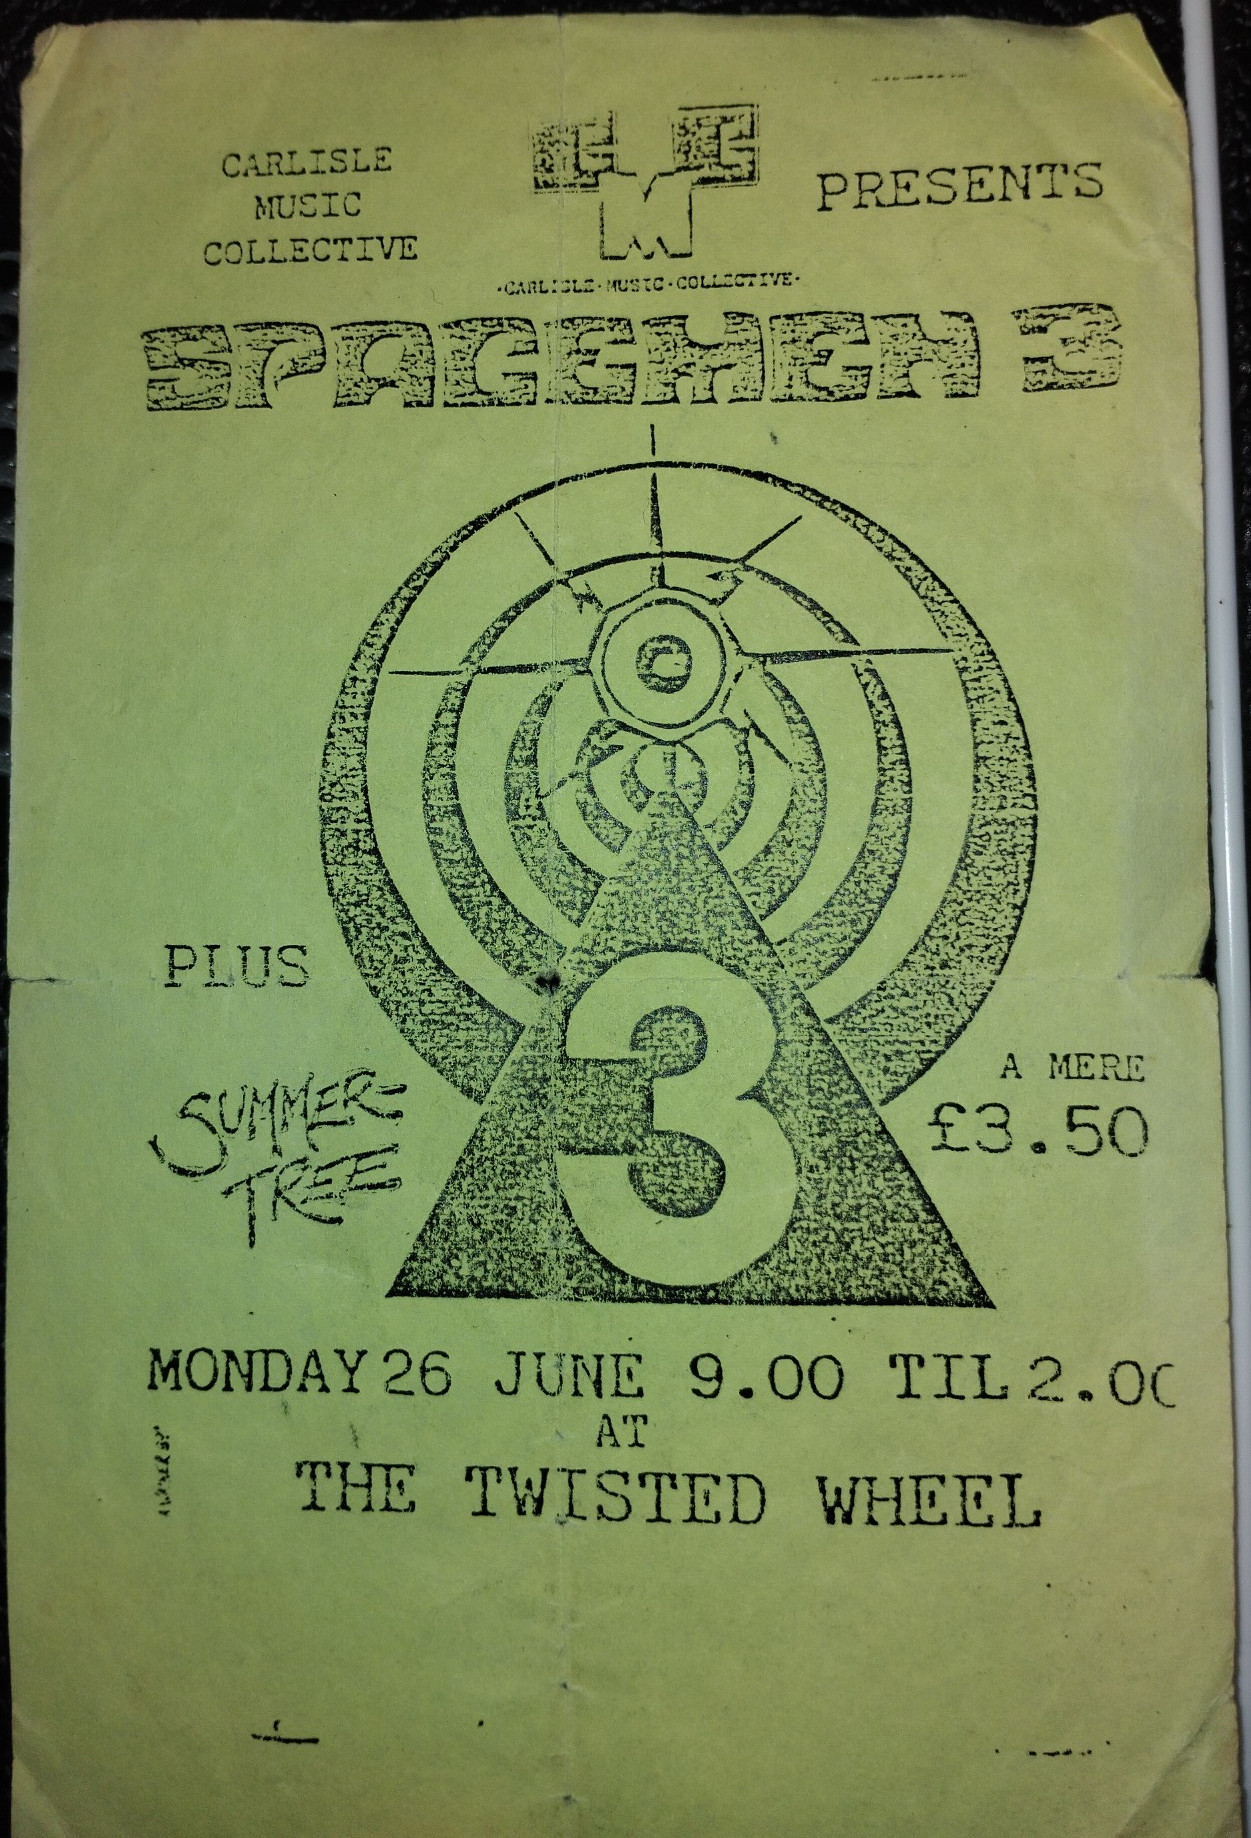 CARLISLE
MUSIC
COLLECTIVE
CMC
·CARLISLE·MUSIC·COLLECTIVE·
PRESENTS
SPACEMEN 3
3
PLUS
SUMMER-
TREE
A MERE
£3.50
MONDAY 26 JUNE 9.00 TIL 2.00
AT
THE TWISTED WHEEL